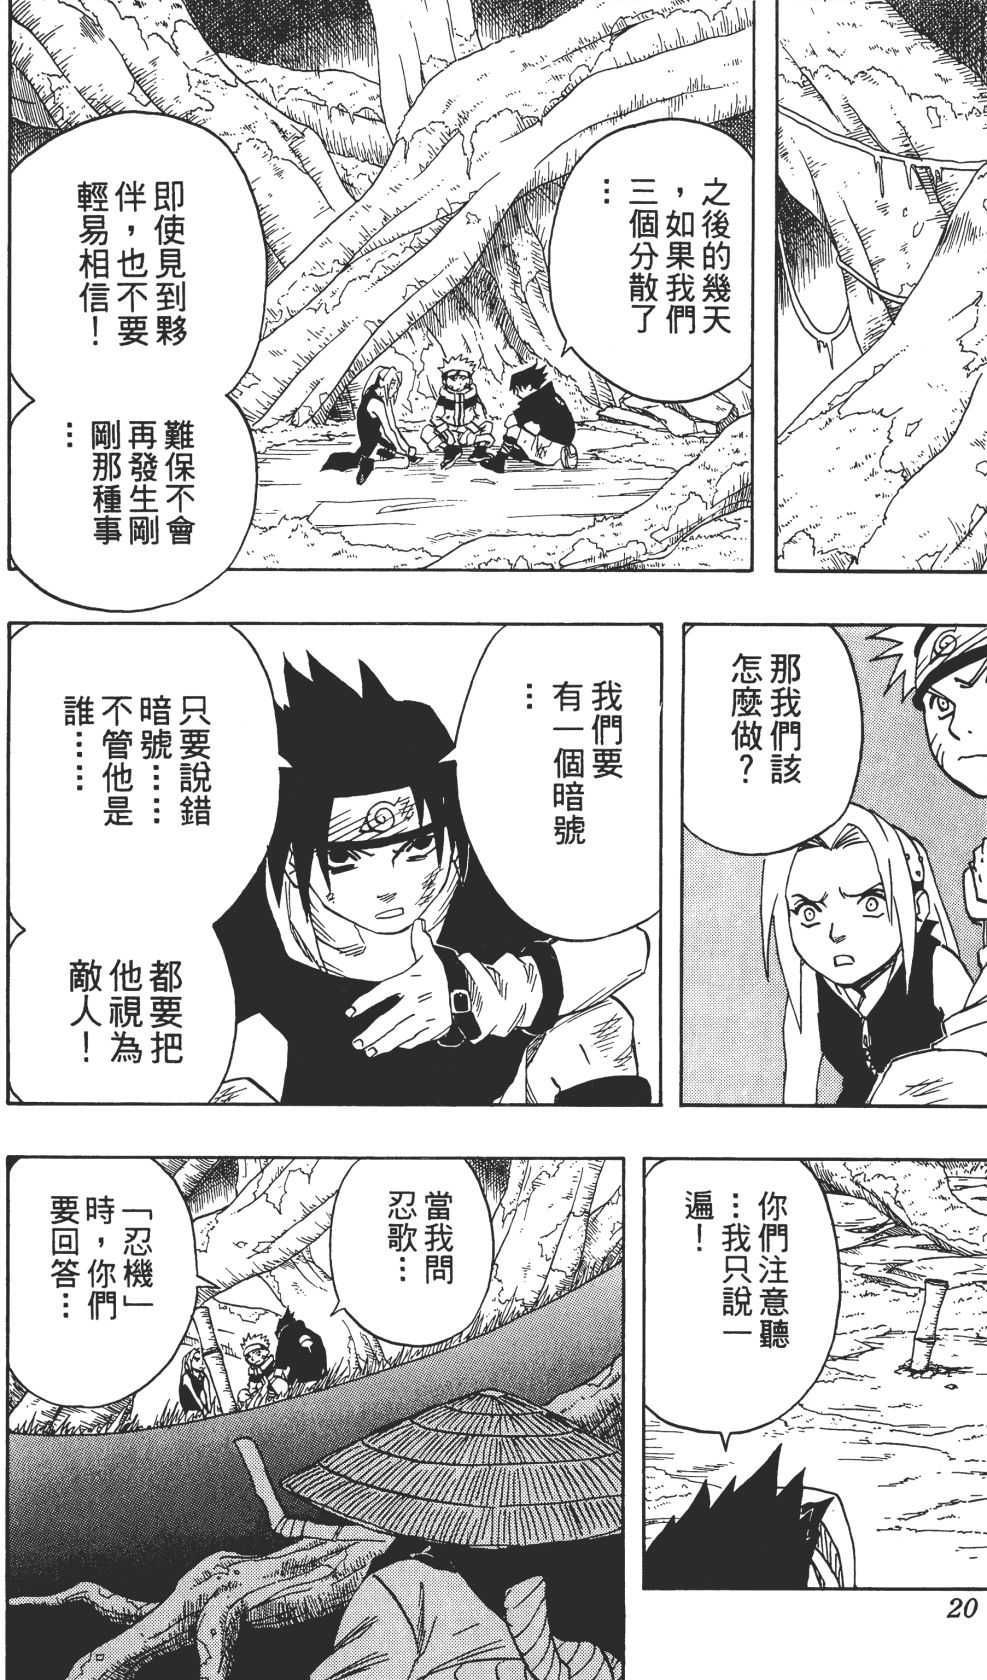 之後的幾天
，如果我們
三個分散了
⋯
即使見到夥
伴，也不要
輕易相信！
難保不會
再發生剛
剛那種事
⋯
那我們該
怎麼做？
我們要
有一個暗號
⋯
只要說錯
暗號⋯⋯
不管他是
誰⋯⋯
都要把
他視為
敵人！
你們注意聽
⋯我只說一
遍！
當我問
忍歌⋯
「忍機」
時，你們
要回答⋯
20